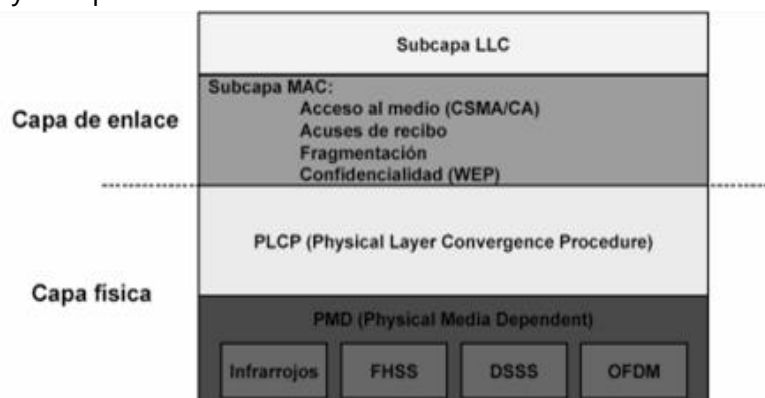 Subcapa LLC
Capa de enlace
Subcapa MAC:
Acceso al medio (CSMA/CA)
Acuses de recibo
Fragmentación
Confidencialidad (WEP)
Capa fisica
PLCP (Physical Layer Convergence Procedure)
PMD (Physical Media Dependent)
Infrarrojos FHSS DSSS OFDM